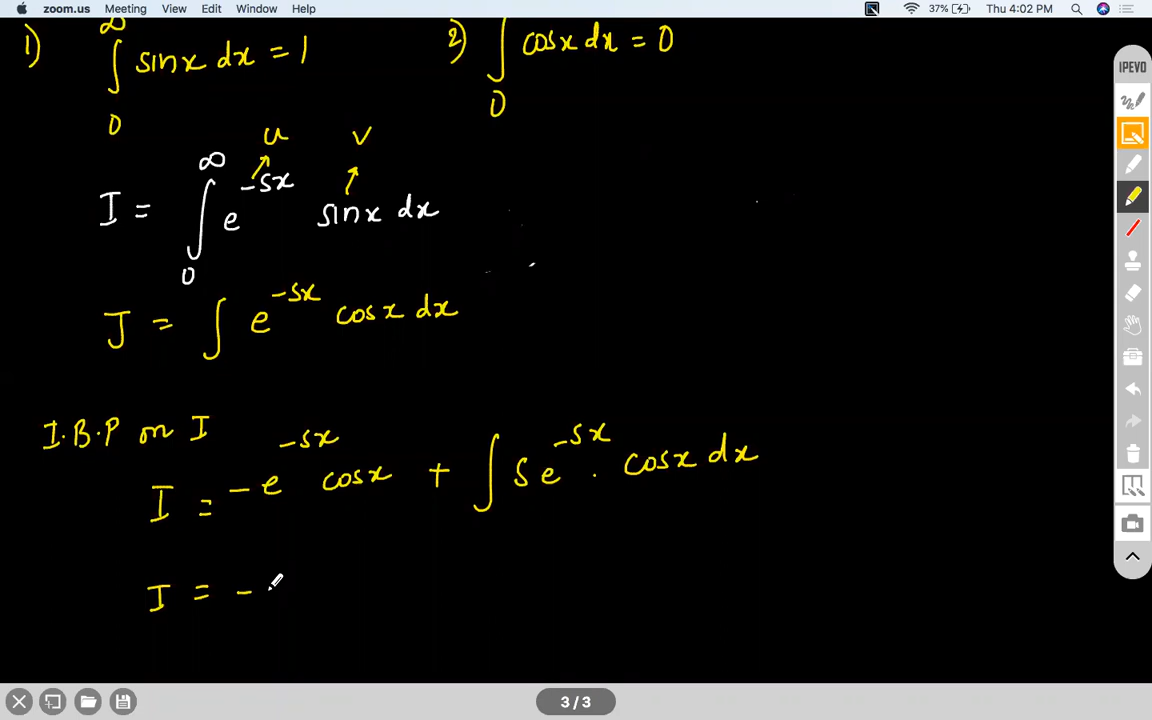 zoom.us Meeting View Edit Window Help 37% Thu 4:02 PM
1) ∫₀^∞ sinx dx = 1 2) ∫₀ cosx dx = 0
u v
I = ∫₀^∞ e^{-sx} sinx dx
J = ∫ e^{-sx} cosx dx
I.B.P on I
I = -e^{-sx} cosx + ∫ s e^{-sx} . cosx dx
I = -
IPEVO
3/3